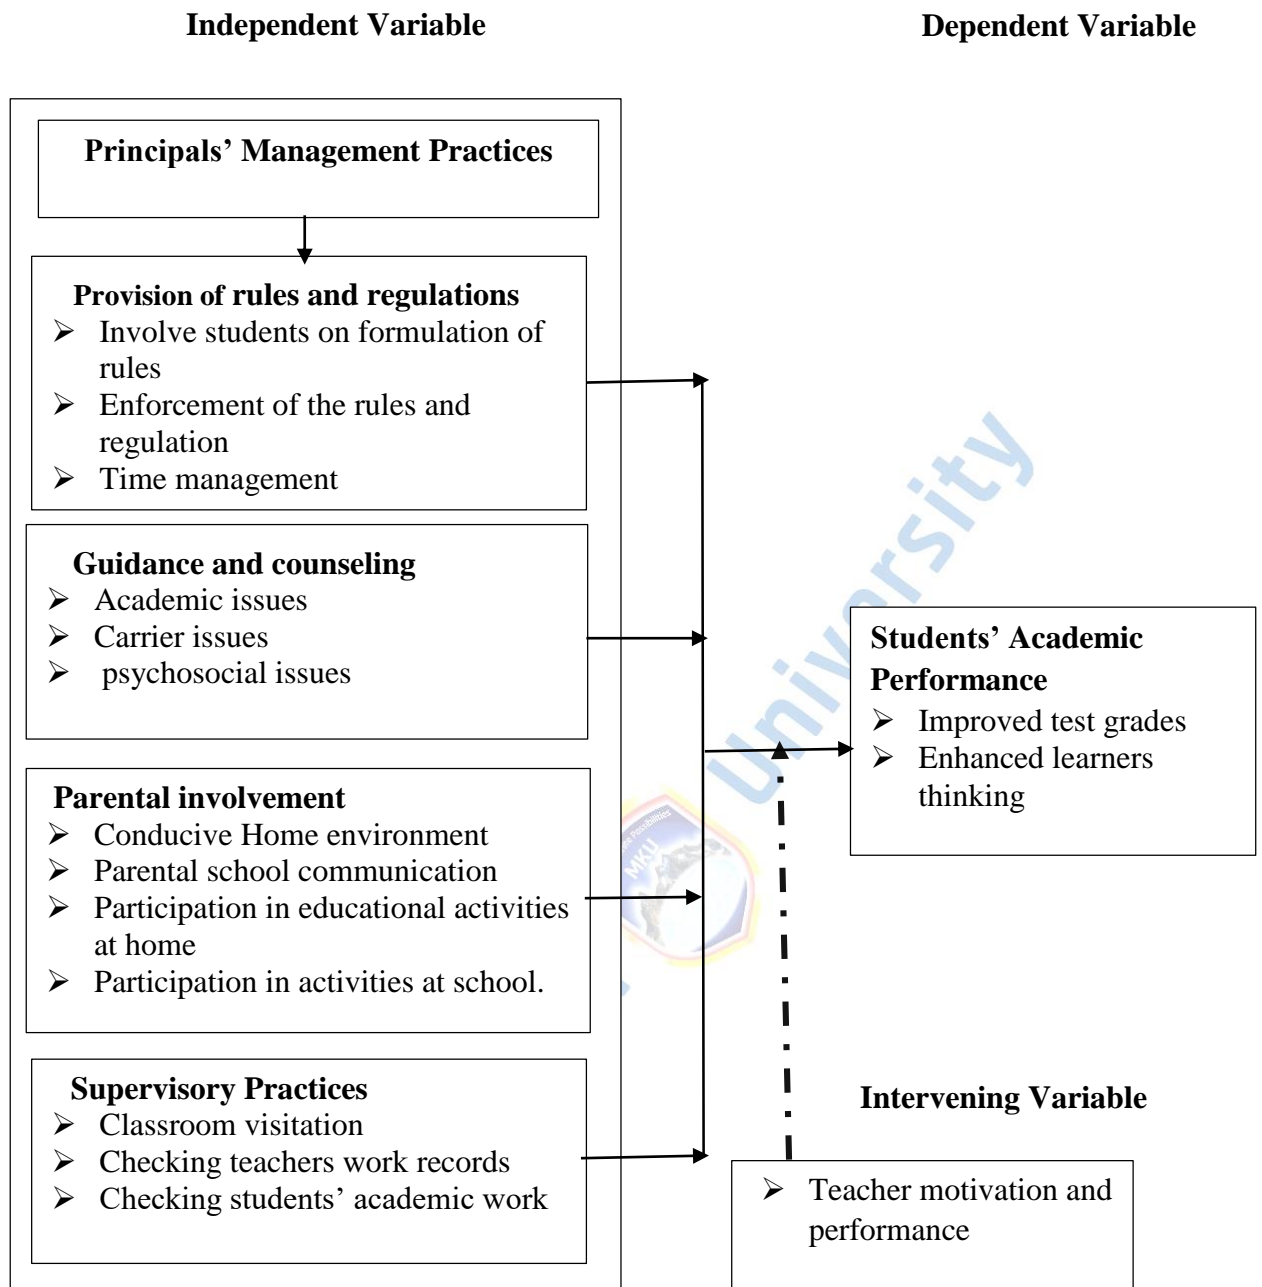 Independent Variable
Dependent Variable
Principals’ Management Practices
Provision of rules and regulations
➢ Involve students on formulation of
rules
➢ Enforcement of the rules and
regulation
➢ Time management
Guidance and counseling
➢ Academic issues
➢ Carrier issues
➢ psychosocial issues
Parental involvement
➢ Conducive Home environment
➢ Parental school communication
➢ Participation in educational activities
at home
➢ Participation in activities at school.
Supervisory Practices
➢ Classroom visitation
➢ Checking teachers work records
➢ Checking students’ academic work
Students’ Academic
Performance
➢ Improved test grades
➢ Enhanced learners
thinking
Intervening Variable
➢ Teacher motivation and
performance
University
MKU
Possibilities